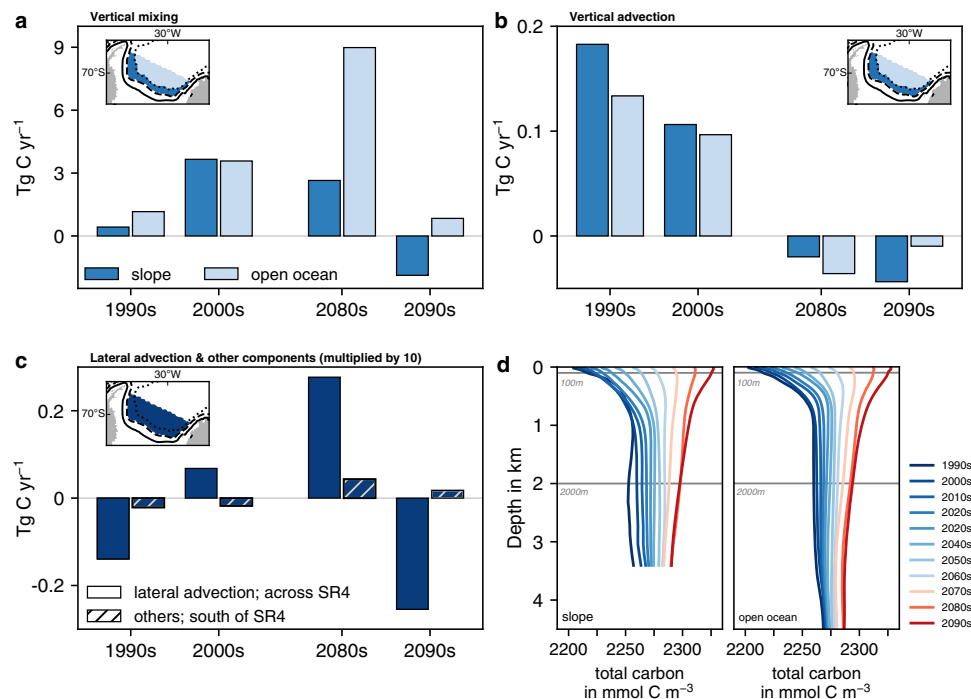 a
Vertical mixing
9
6
3
0
Tg C yr⁻¹
30°W
70°S
slope
open ocean
1990s
2000s
2080s
2090s
b
Vertical advection
0.2
0.1
0
Tg C yr⁻¹
30°W
70°S
1990s
2000s
2080s
2090s
c
Lateral advection & other components (multiplied by 10)
0.2
0
-0.2
Tg C yr⁻¹
30°W
70°S
lateral advection; across SR4
others; south of SR4
1990s
2000s
2080s
2090s
d
0
1
2
3
4
Depth in km
100m
2000m
slope
2200
2250
2300
total carbon
in mmol C m⁻³
100m
2000m
open ocean
2200
2250
2300
total carbon
in mmol C m⁻³
1990s
2000s
2010s
2020s
2020s
2040s
2050s
2060s
2070s
2080s
2090s